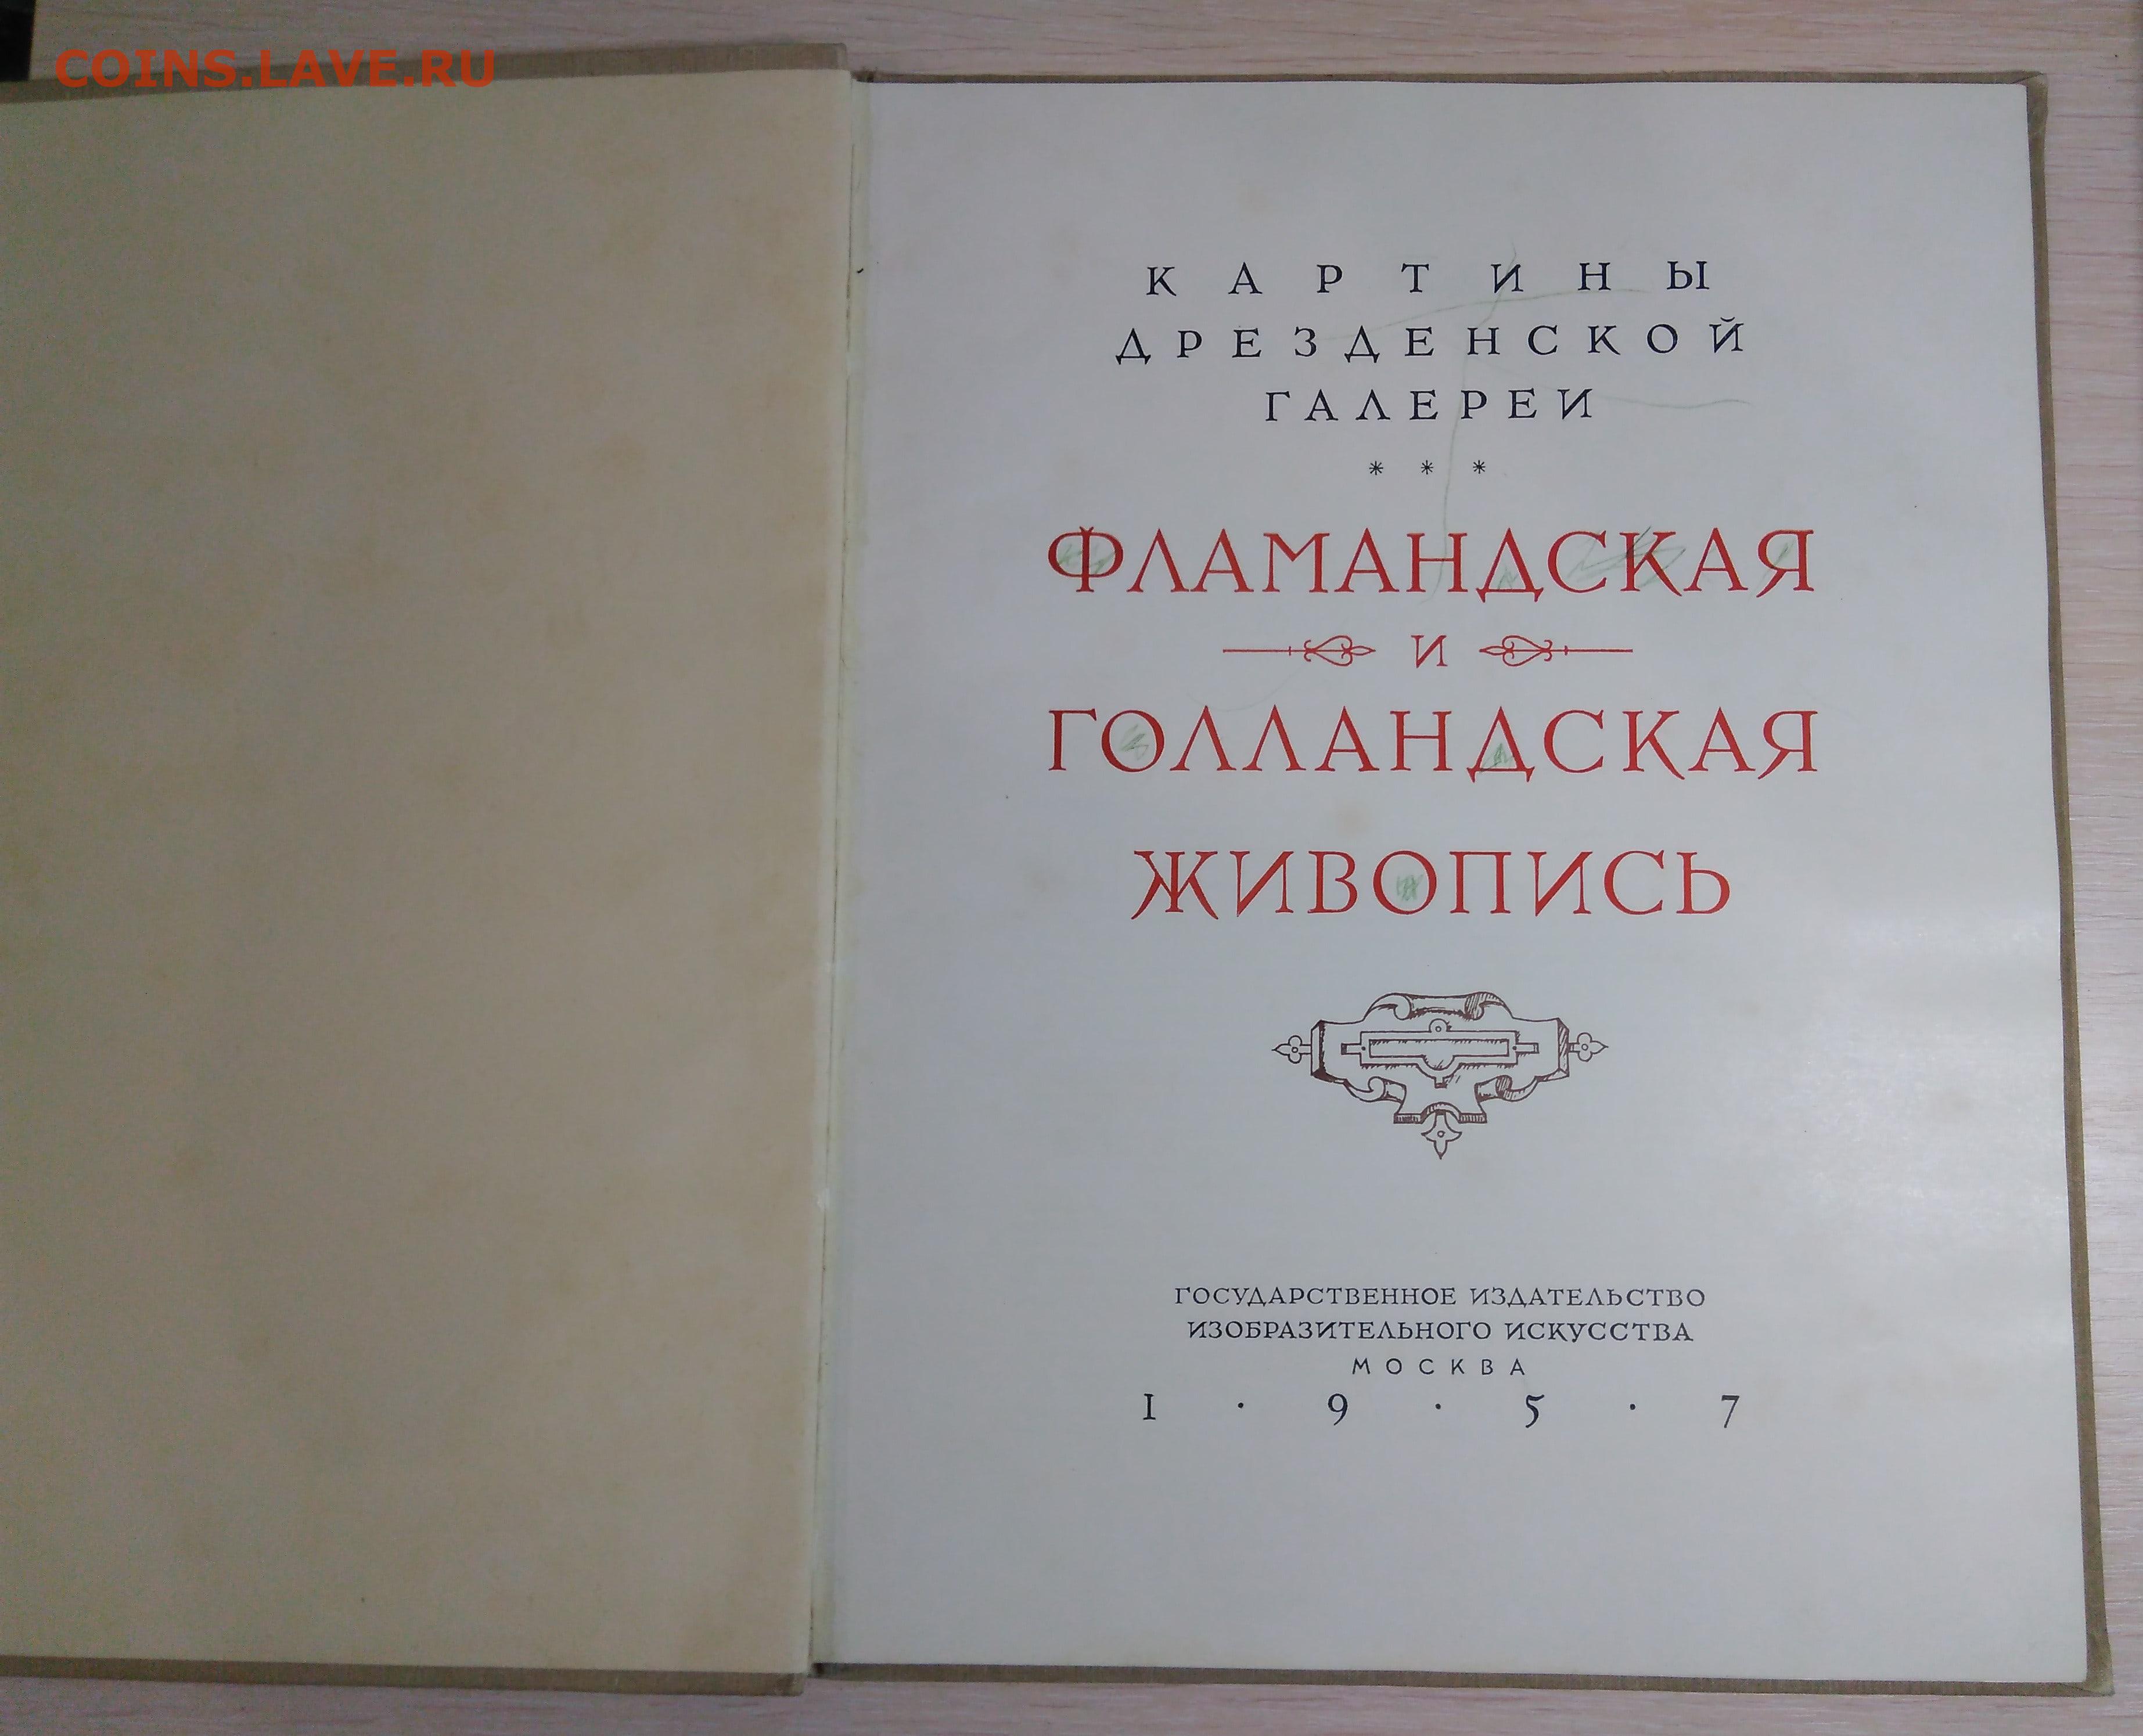 COINS.LAVE.RU
КАРТИНЫ
ДРЕЗДЕНСКОЙ
ГАЛЕРЕИ
* * *
ФЛАМАНДСКАЯ
И
ГОЛЛАНДСКАЯ
ЖИВОПИСЬ
ГОСУДАРСТВЕННОЕ ИЗДАТЕЛЬСТВО
ИЗОБРАЗИТЕЛЬНОГО ИСКУССТВА
МОСКВА
1 · 9 · 5 · 7